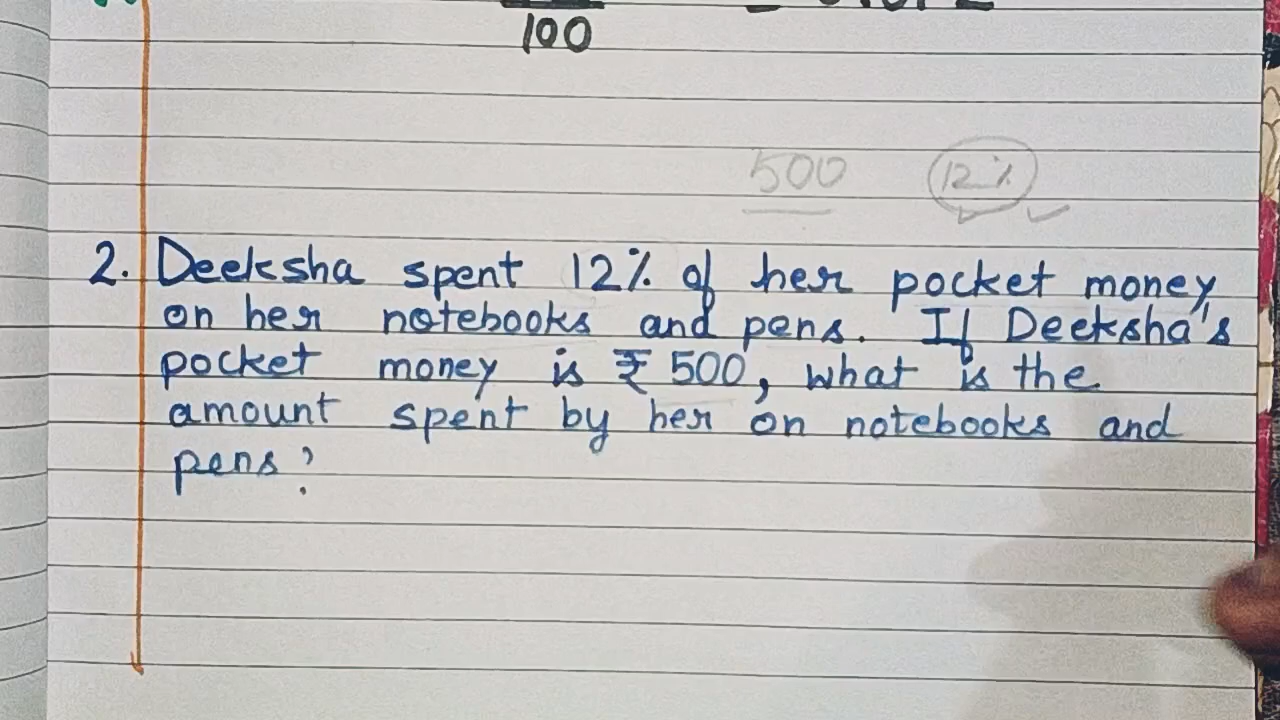 100
500 12%
2. Deeksha spent 12% of her pocket money
on her notebooks and pens. If Deeksha's
pocket money is ₹ 500, what is the
amount spent by her on notebooks and
pens?